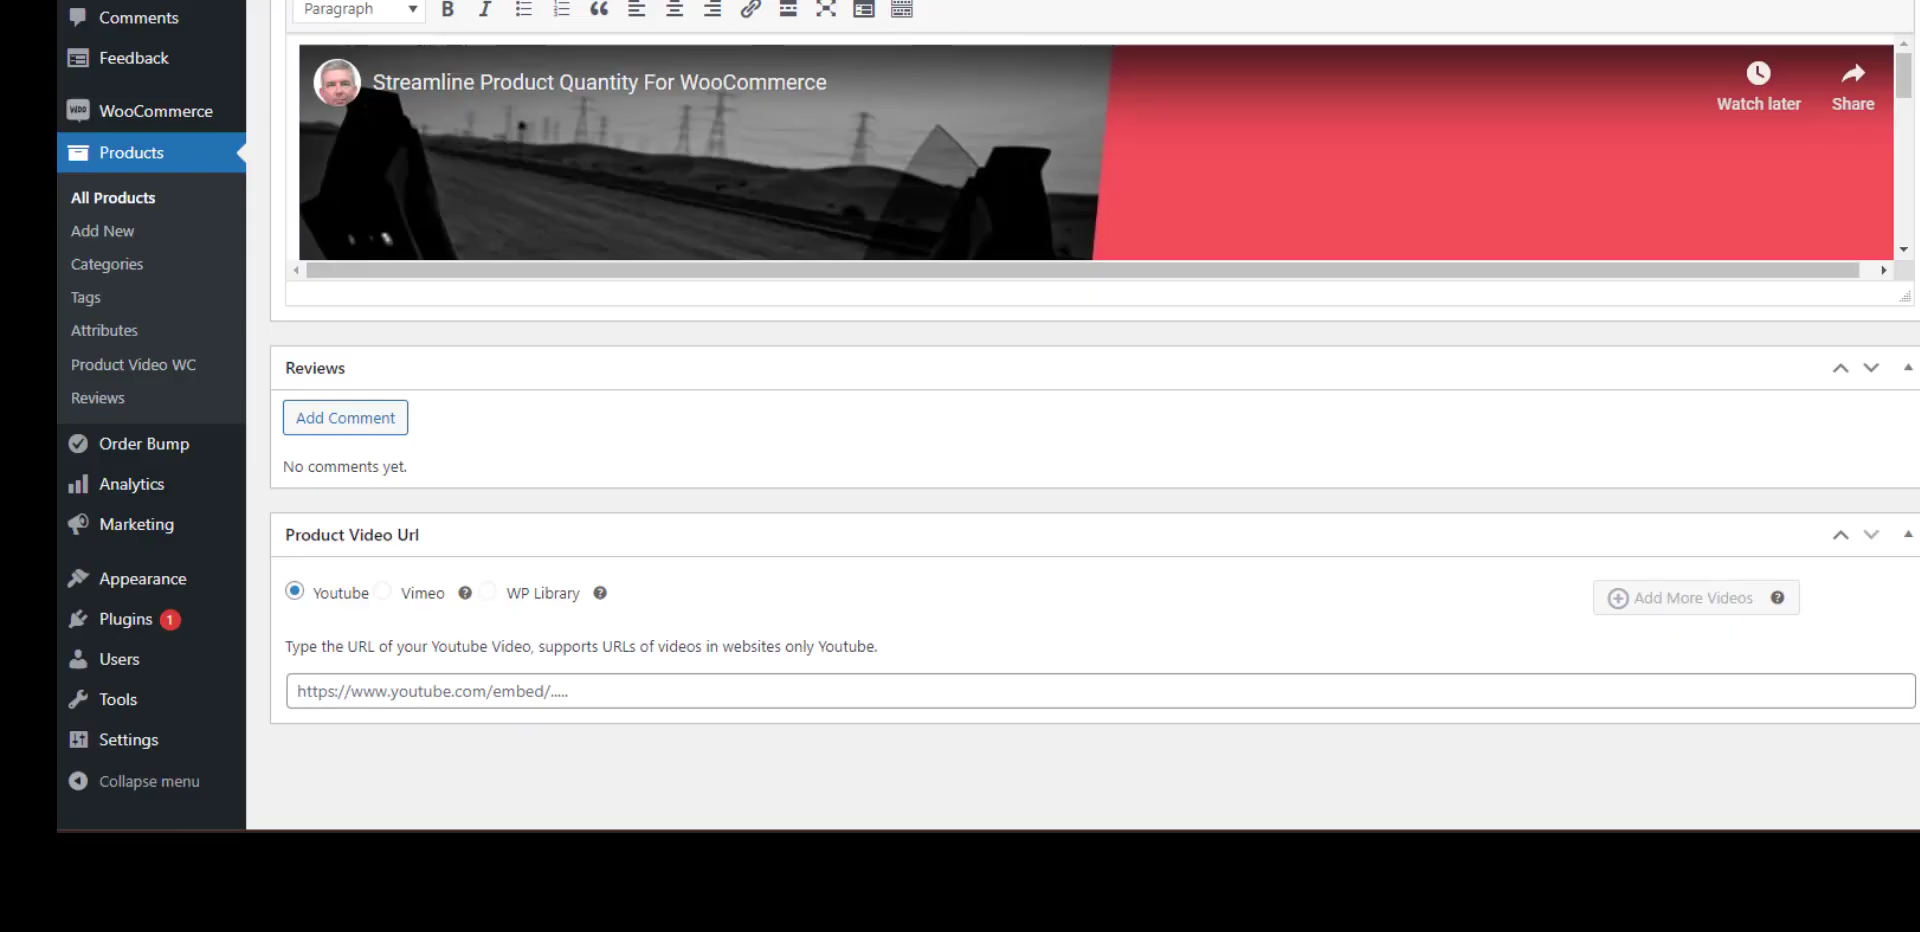 Comments
Feedback
WooCommerce
Products
All Products
Add New
Categories
Tags
Attributes
Product Video WC
Reviews
Order Bump
Analytics
Marketing
Appearance
Plugins 1
Users
Tools
Settings
Collapse menu
Paragraph
Streamline Product Quantity For WooCommerce
Watch later
Share
Reviews
Add Comment
No comments yet.
Product Video Url
Youtube Vimeo WP Library
Add More Videos
Type the URL of your Youtube Video, supports URLs of videos in websites only Youtube.
https://www.youtube.com/embed/.....